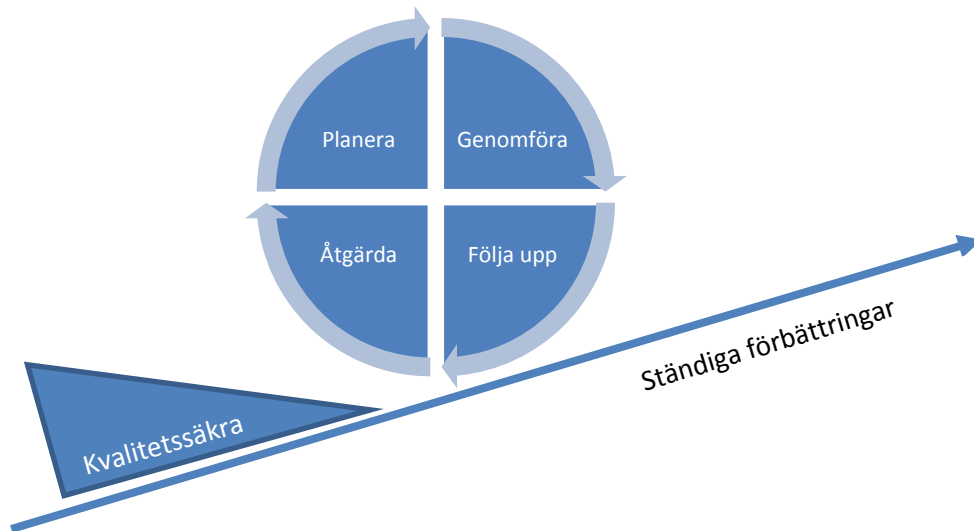 Planera
Genomföra
Åtgärda
Följa upp
Ständiga förbättringar
Kvalitetssäkra